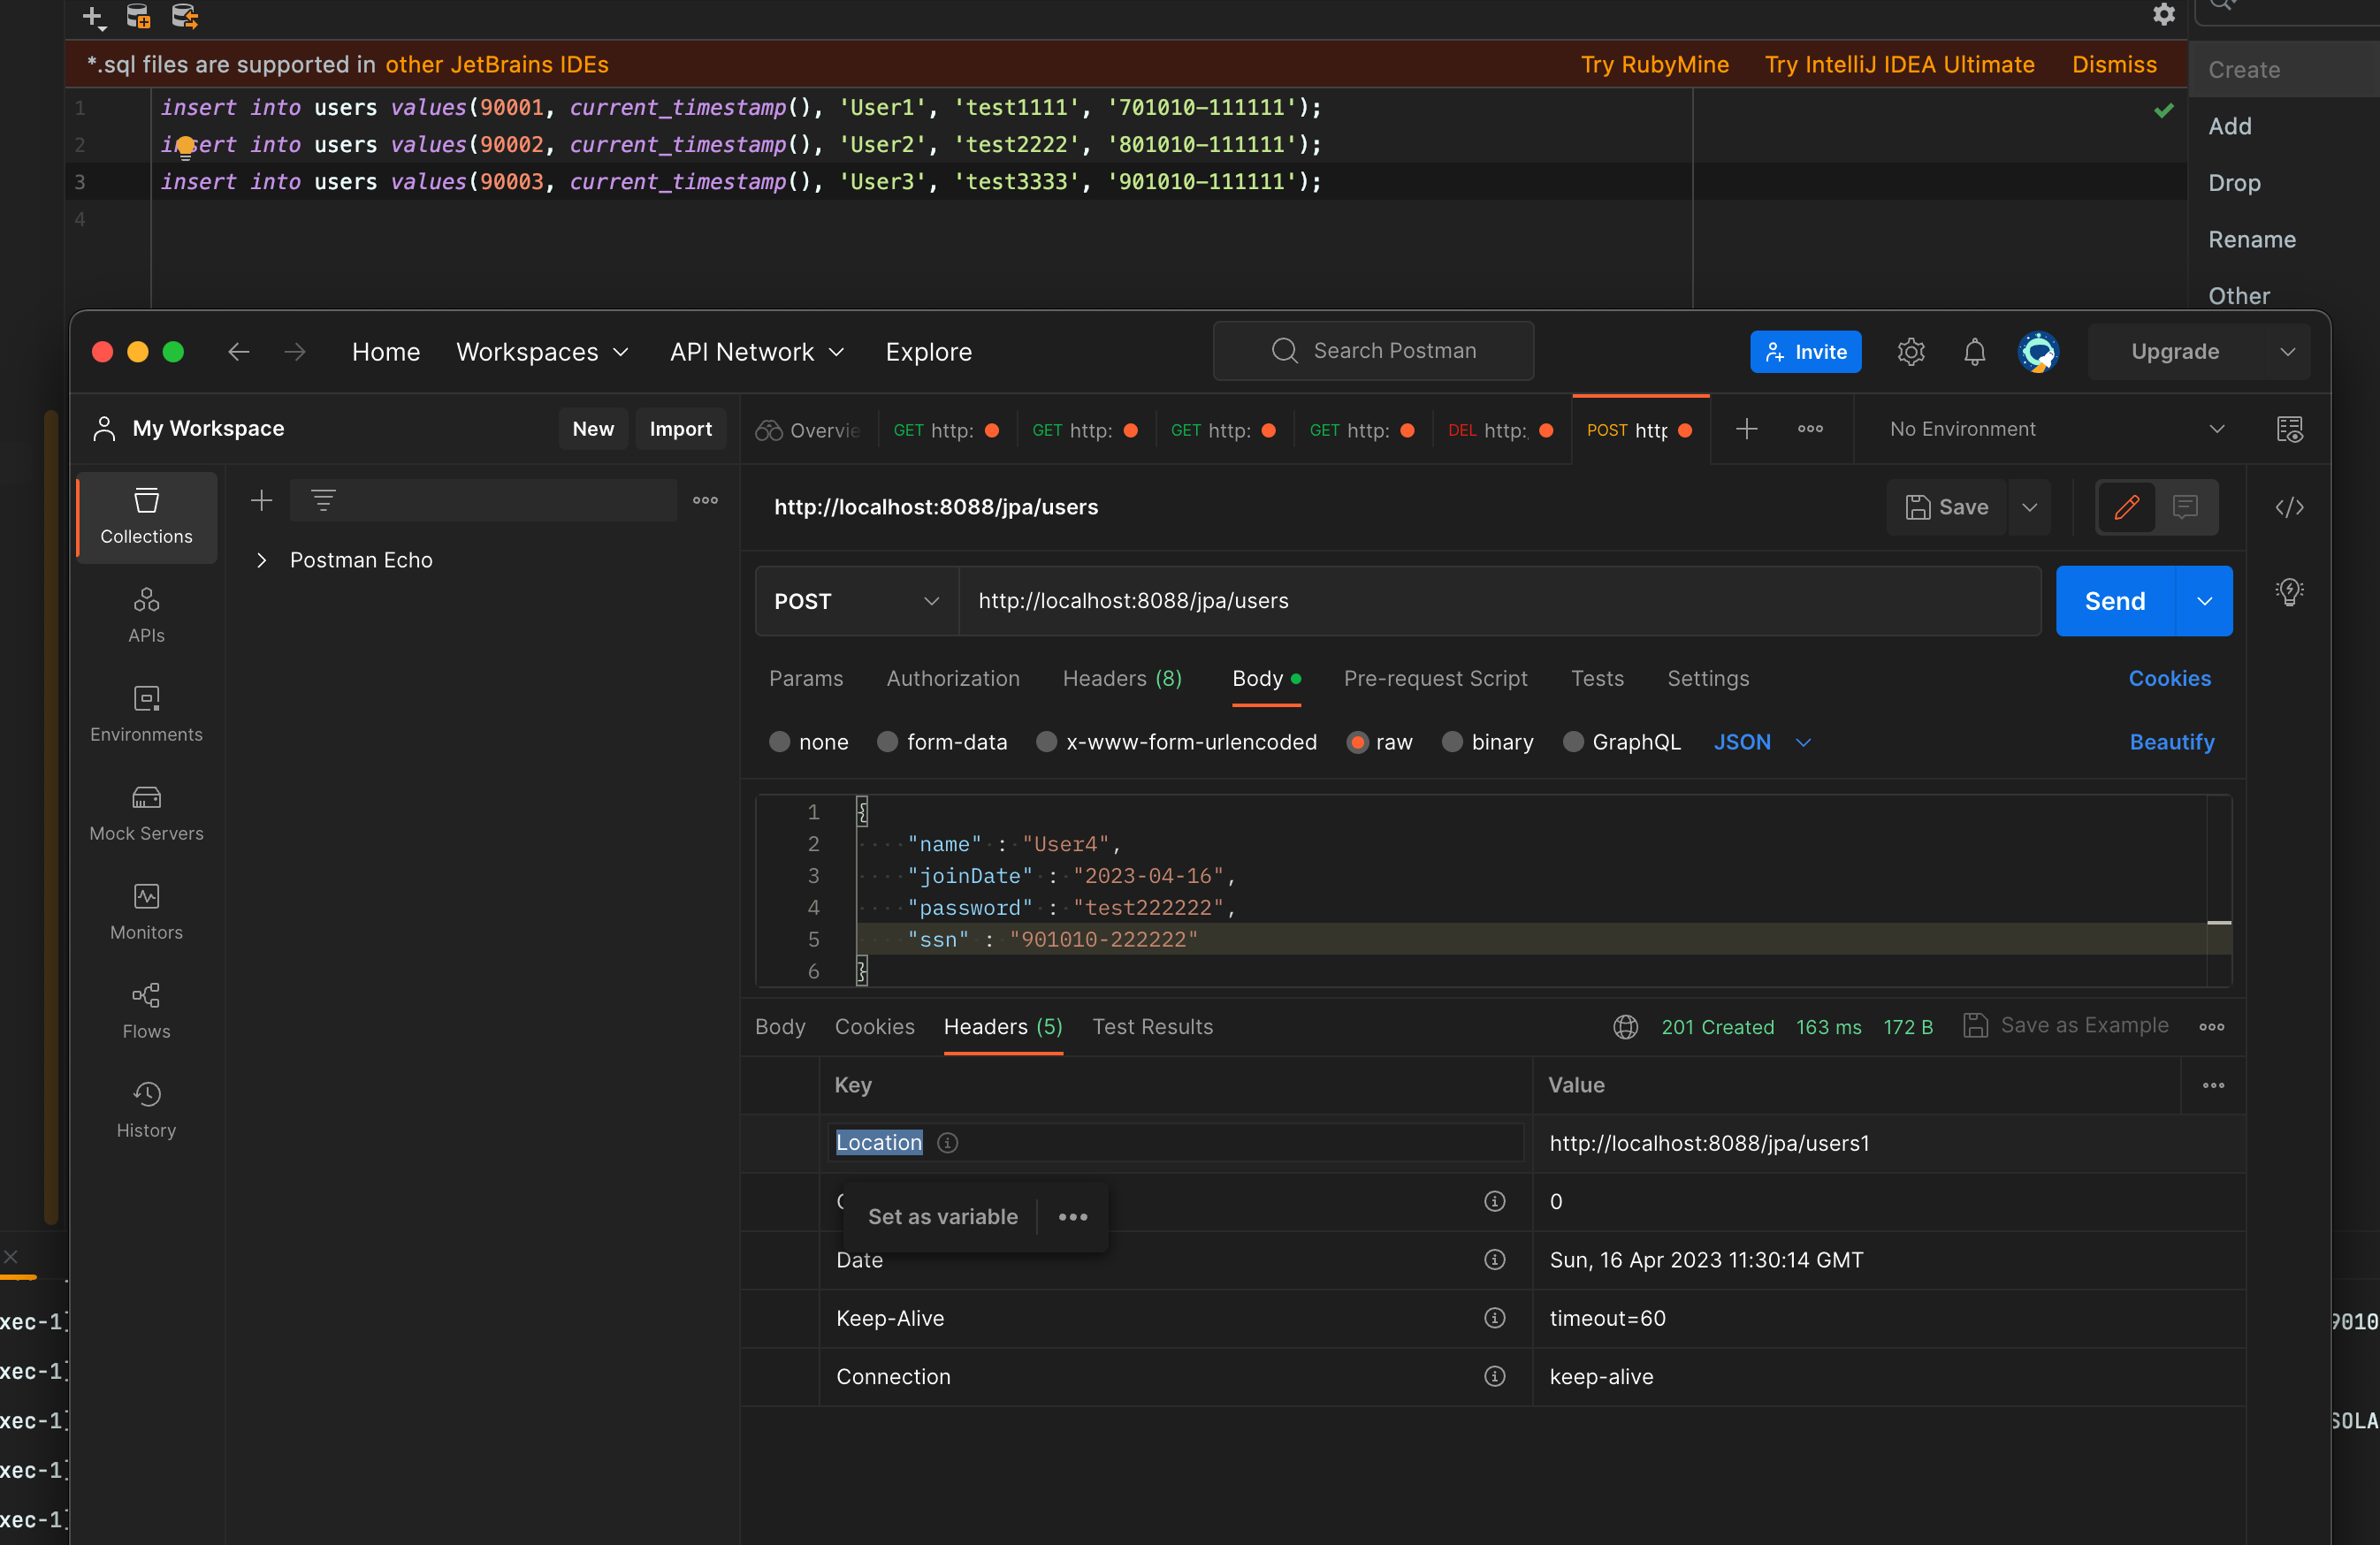 *.sql files are supported in other JetBrains IDEs Try RubyMine Try IntelliJ IDEA Ultimate Dismiss
1 insert into users values(90001, current_timestamp(), 'User1', 'test1111', '701010-111111');
2 insert into users values(90002, current_timestamp(), 'User2', 'test2222', '801010-111111');
3 insert into users values(90003, current_timestamp(), 'User3', 'test3333', '901010-111111');
4
Create
Add
Drop
Rename
Other
Home Workspaces API Network Explore Search Postman Invite Upgrade
My Workspace New Import
Overvie GET http: GET http: GET http: GET http: DEL http: POST http No Environment
Collections
APIs
Environments
Mock Servers
Monitors
Flows
History
Postman Echo
http://localhost:8088/jpa/users Save
POST http://localhost:8088/jpa/users Send
Params Authorization Headers (8) Body Pre-request Script Tests Settings Cookies
none form-data x-www-form-urlencoded raw binary GraphQL JSON Beautify
1 {
2 "name" : "User4",
3 "joinDate" : "2023-04-16",
4 "password" : "test222222",
5 "ssn" : "901010-222222"
6 }
Body Cookies Headers (5) Test Results 201 Created 163 ms 172 B Save as Example
Key Value
Location http://localhost:8088/jpa/users1
0
Set as variable
Date Sun, 16 Apr 2023 11:30:14 GMT
Keep-Alive timeout=60
Connection keep-alive
xec-1] 9010
xec-1]
xec-1] SOLA
xec-1]
xec-1]